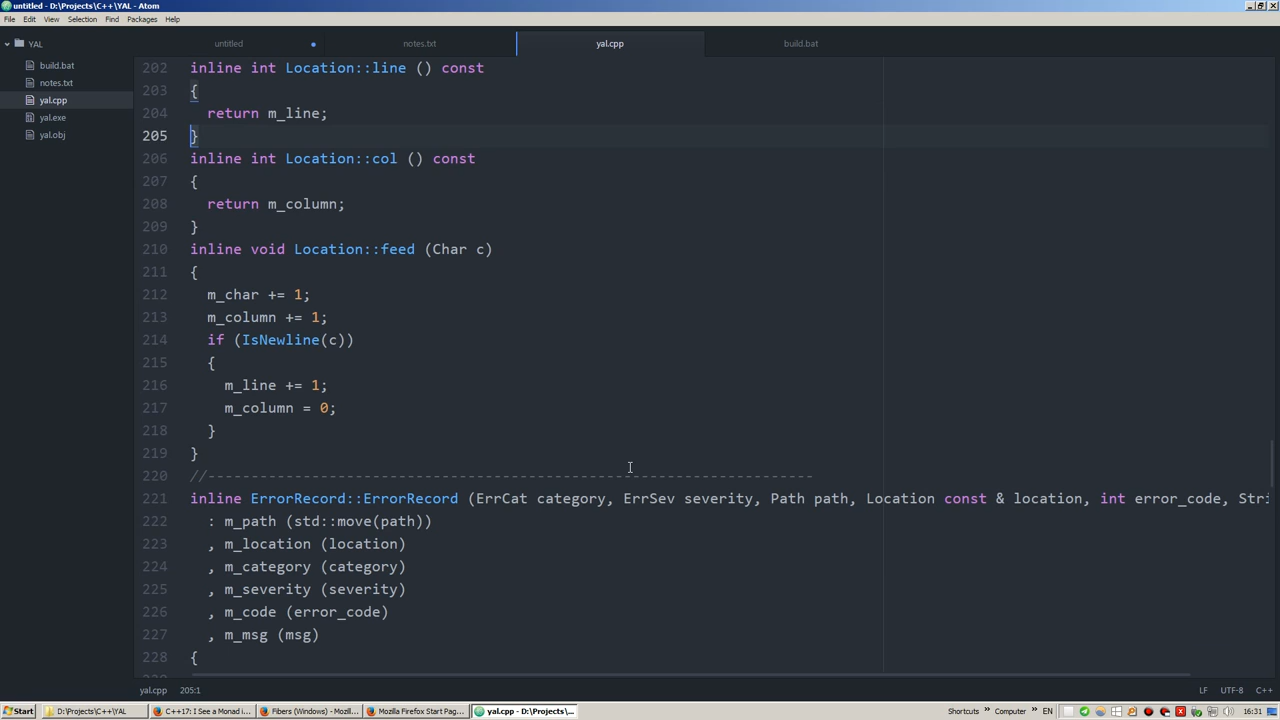 untitled - D:\Projects\C++\YAL - Atom
File Edit View Selection Find Packages Help
YAL
build.bat
notes.txt
yal.cpp
yal.exe
yal.obj
untitled notes.txt yal.cpp build.bat
202 inline int Location::line () const
203 {
204 return m_line;
205 }
206 inline int Location::col () const
207 {
208 return m_column;
209 }
210 inline void Location::feed (Char c)
211 {
212 m_char += 1;
213 m_column += 1;
214 if (IsNewline(c))
215 {
216 m_line += 1;
217 m_column = 0;
218 }
219 }
220 //-----------------------------------------------------------------------
221 inline ErrorRecord::ErrorRecord (ErrCat category, ErrSev severity, Path path, Location const & location, int error_code, Stri
222 : m_path (std::move(path))
223 , m_location (location)
224 , m_category (category)
225 , m_severity (severity)
226 , m_code (error_code)
227 , m_msg (msg)
228 {
yal.cpp 205:1 LF UTF-8 C++
Start D:\Projects\C++\YAL C++17: I See a Monad i... Fibers (Windows) - Mozil... Mozilla Firefox Start Pag... yal.cpp - D:\Projects\... Shortcuts » Computer » EN 16:31